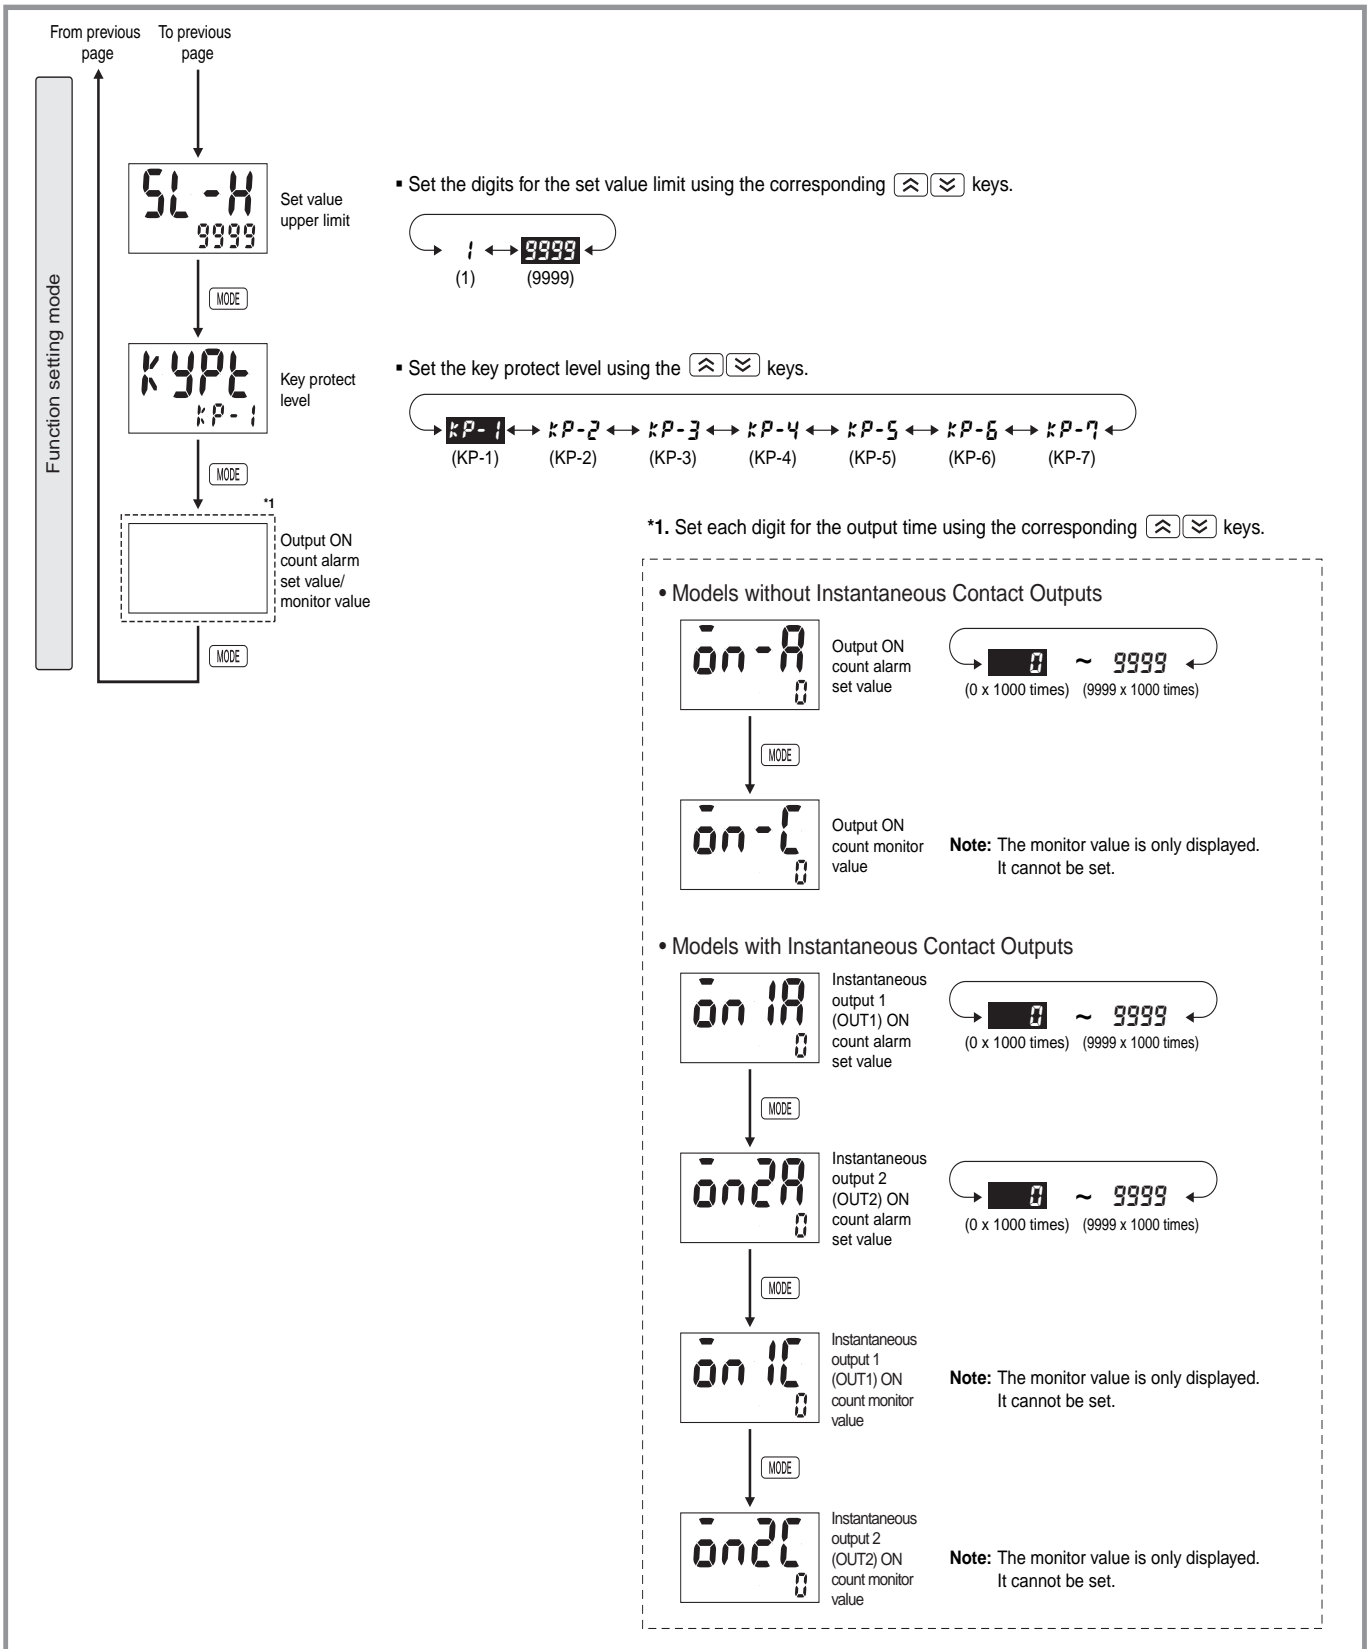 From previous page
To previous page
Function setting mode
SL-H
9999
Set value
upper limit
▪ Set the digits for the set value limit using the corresponding keys.
1 9999
(1) (9999)
MODE
KYPt
KP-1
Key protect
level
▪ Set the key protect level using the keys.
KP-1 KP-2 KP-3 KP-4 KP-5 KP-6 KP-7
(KP-1) (KP-2) (KP-3) (KP-4) (KP-5) (KP-6) (KP-7)
MODE
*1
Output ON
count alarm
set value/
monitor value
MODE
*1. Set each digit for the output time using the corresponding keys.
• Models without Instantaneous Contact Outputs
on-A
0
Output ON
count alarm
set value
0 ~ 9999
(0 x 1000 times) (9999 x 1000 times)
MODE
on-C
0
Output ON
count monitor
value
Note: The monitor value is only displayed.
It cannot be set.
• Models with Instantaneous Contact Outputs
on1A
0
Instantaneous
output 1
(OUT1) ON
count alarm
set value
0 ~ 9999
(0 x 1000 times) (9999 x 1000 times)
MODE
on2A
0
Instantaneous
output 2
(OUT2) ON
count alarm
set value
0 ~ 9999
(0 x 1000 times) (9999 x 1000 times)
MODE
on1C
0
Instantaneous
output 1
(OUT1) ON
count monitor
value
Note: The monitor value is only displayed.
It cannot be set.
MODE
on2C
0
Instantaneous
output 2
(OUT2) ON
count monitor
value
Note: The monitor value is only displayed.
It cannot be set.